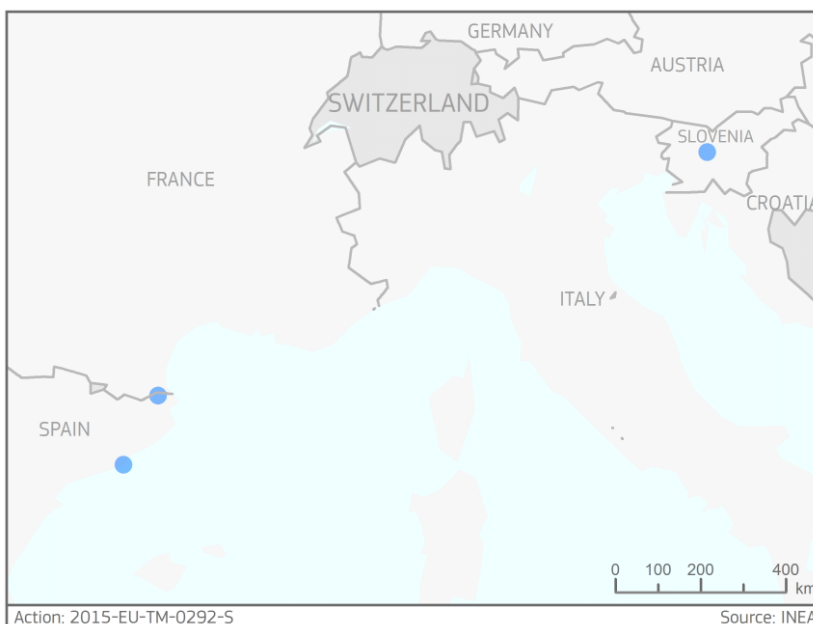 GERMANY
AUSTRIA
SWITZERLAND
SLOVENIA
FRANCE
CROATIA
ITALY
SPAIN
0 100 200 400
km
Action: 2015-EU-TM-0292-S
Source: INEA